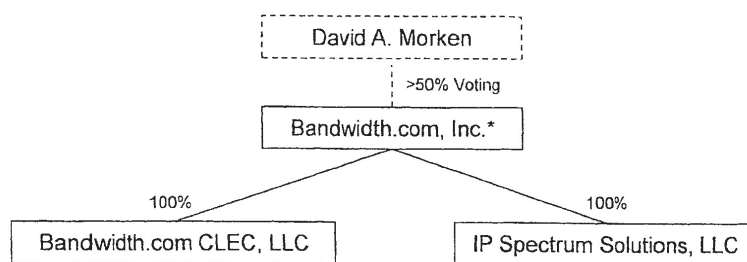 David A. Morken
>50% Voting
Bandwidth.com, Inc.*
100%
100%
Bandwidth.com CLEC, LLC
IP Spectrum Solutions, LLC